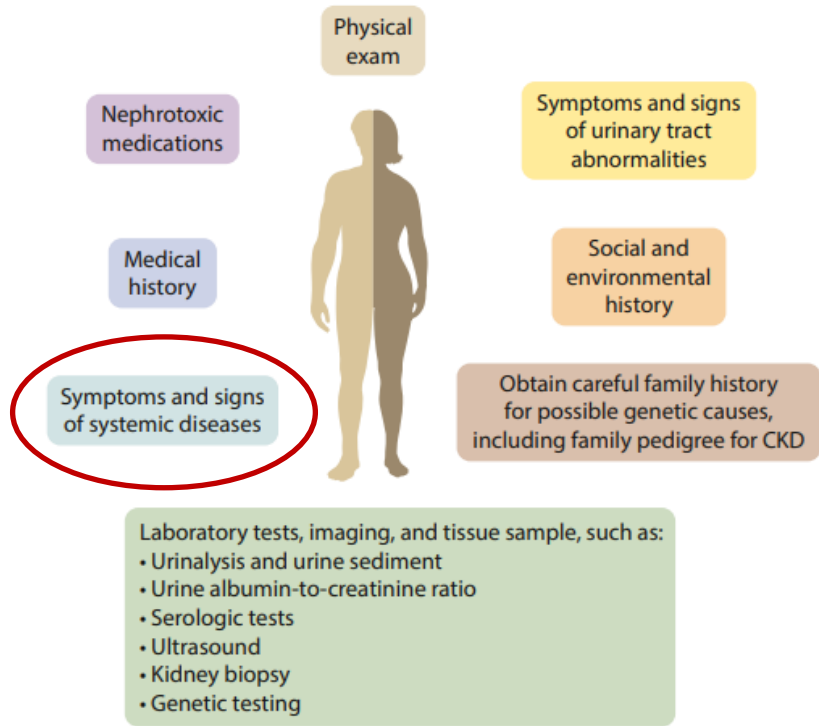 Physical
exam
Nephrotoxic
medications
Symptoms and signs
of urinary tract
abnormalities
Medical
history
Social and
environmental
history
Symptoms and signs
of systemic diseases
Obtain careful family history
for possible genetic causes,
including family pedigree for CKD
Laboratory tests, imaging, and tissue sample, such as:
• Urinalysis and urine sediment
• Urine albumin-to-creatinine ratio
• Serologic tests
• Ultrasound
• Kidney biopsy
• Genetic testing